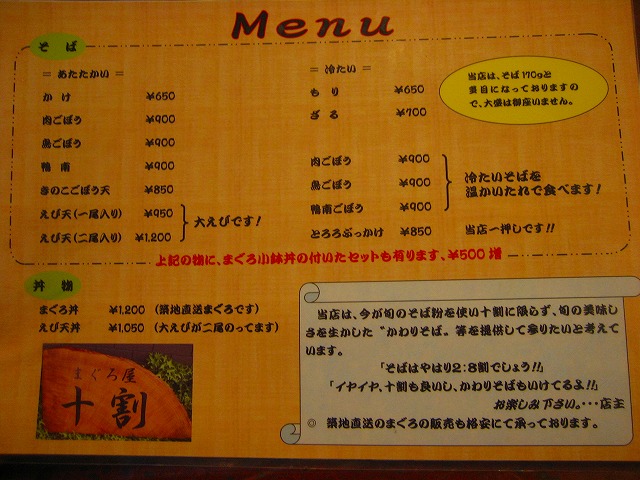 Menu
そば
＝ あたたかい ＝
かけ ¥650
肉ごぼう ¥900
鳥ごぼう ¥900
鴨南 ¥900
きのこごぼう天 ¥850
えび天(一尾入り) ¥950
えび天(二尾入り) ¥1,200
大えびです！
＝ 冷たい ＝
もり ¥650
ざる ¥700
肉ごぼう ¥900
鳥ごぼう ¥900
鴨南ごぼう ¥900
冷たいそばを
温かいたれで食べます！
とろろぶっかけ ¥850 当店一押しです!!
当店は、そば170gと
多目になっておりますの
で、大盛は御座いません。
上記の物に、まぐろ小鉢丼の付いたセットも有ります、¥500増
丼物
まぐろ丼 ¥1,200 (築地直送まぐろです)
えび天丼 ¥1,050 (大えびが二尾のってます)
まぐろ屋
十割
当店は、今が旬のそば粉を使い十割に限らず、旬の美味し
さを生かした〝かわりそば〟等を提供して参りたいと考えて
います。
「そばはやはり2:8割でしょう!!」
「イヤイヤ、十割も良いし、かわりそばもいけてるよ!!」
お楽しみ下さい。・・・店主
◎ 築地直送のまぐろの販売も格安にて承っております。